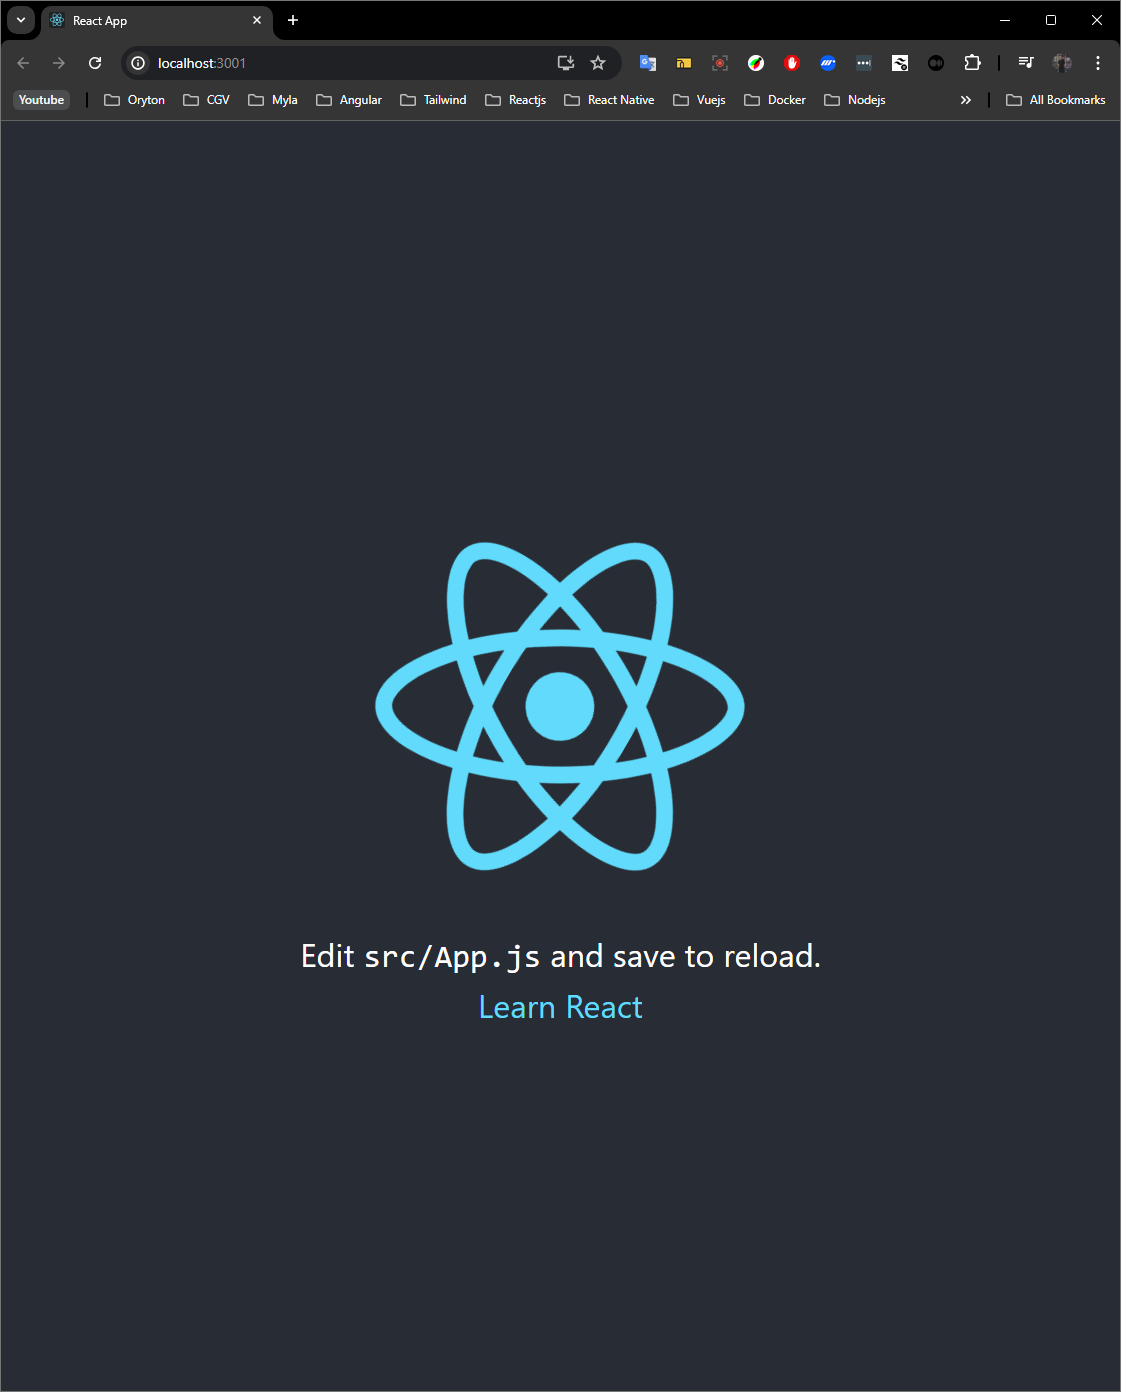 React App
localhost:3001
Youtube Oryton CGV Myla Angular Tailwind Reactjs React Native Vuejs Docker Nodejs All Bookmarks
Edit src/App.js and save to reload.
Learn React